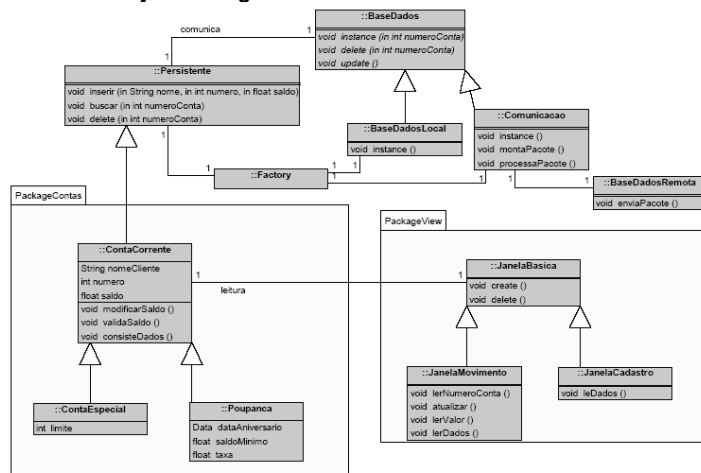 ::BaseDados
void instance (in int numeroConta)
void delete (in int numeroConta)
void update ()
comunica
1
1
::Persistente
void inserir (in String nome, in int numero, in float saldo)
void buscar (in int numeroConta)
void delete (in int numeroConta)
::BaseDadosLocal
void instance ()
::Comunicacao
void instance ()
void montaPacote ()
void processaPacote ()
1
1
::Factory
1
1
1
1
1
1
::BaseDadosRemota
void enviaPacote ()
PackageContas
::ContaCorrente
String nomeCliente
int numero
float saldo
void modificarSaldo ()
void validaSaldo ()
void consisteDados ()
1
leitura
1
PackageView
::JanelaBasica
void create ()
void delete ()
::ContaEspecial
int limite
::Poupanca
Data dataAniversario
float saldoMinimo
float taxa
::JanelaMovimento
void lerNumeroConta ()
void atualizar ()
void lerValor ()
void lerDados ()
::JanelaCadastro
void leDados ()